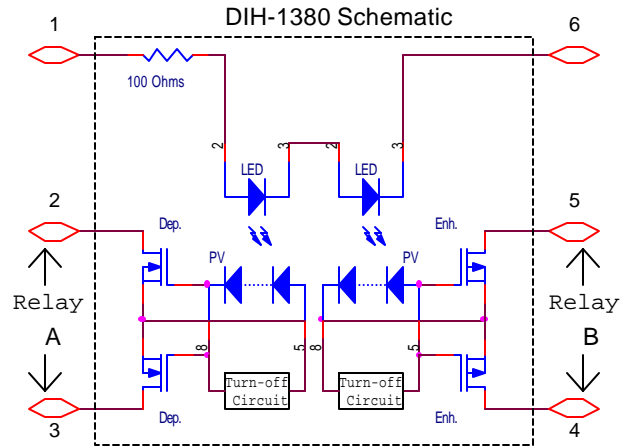 DIH-1380 Schematic
1
6
100 Ohms
2
3
2
3
LED
LED
2
5
Dep.
Enh.
PV
PV
Relay
Relay
A
B
8
5
8
5
Turn-off
Circuit
Turn-off
Circuit
3
Dep.
Enh.
4